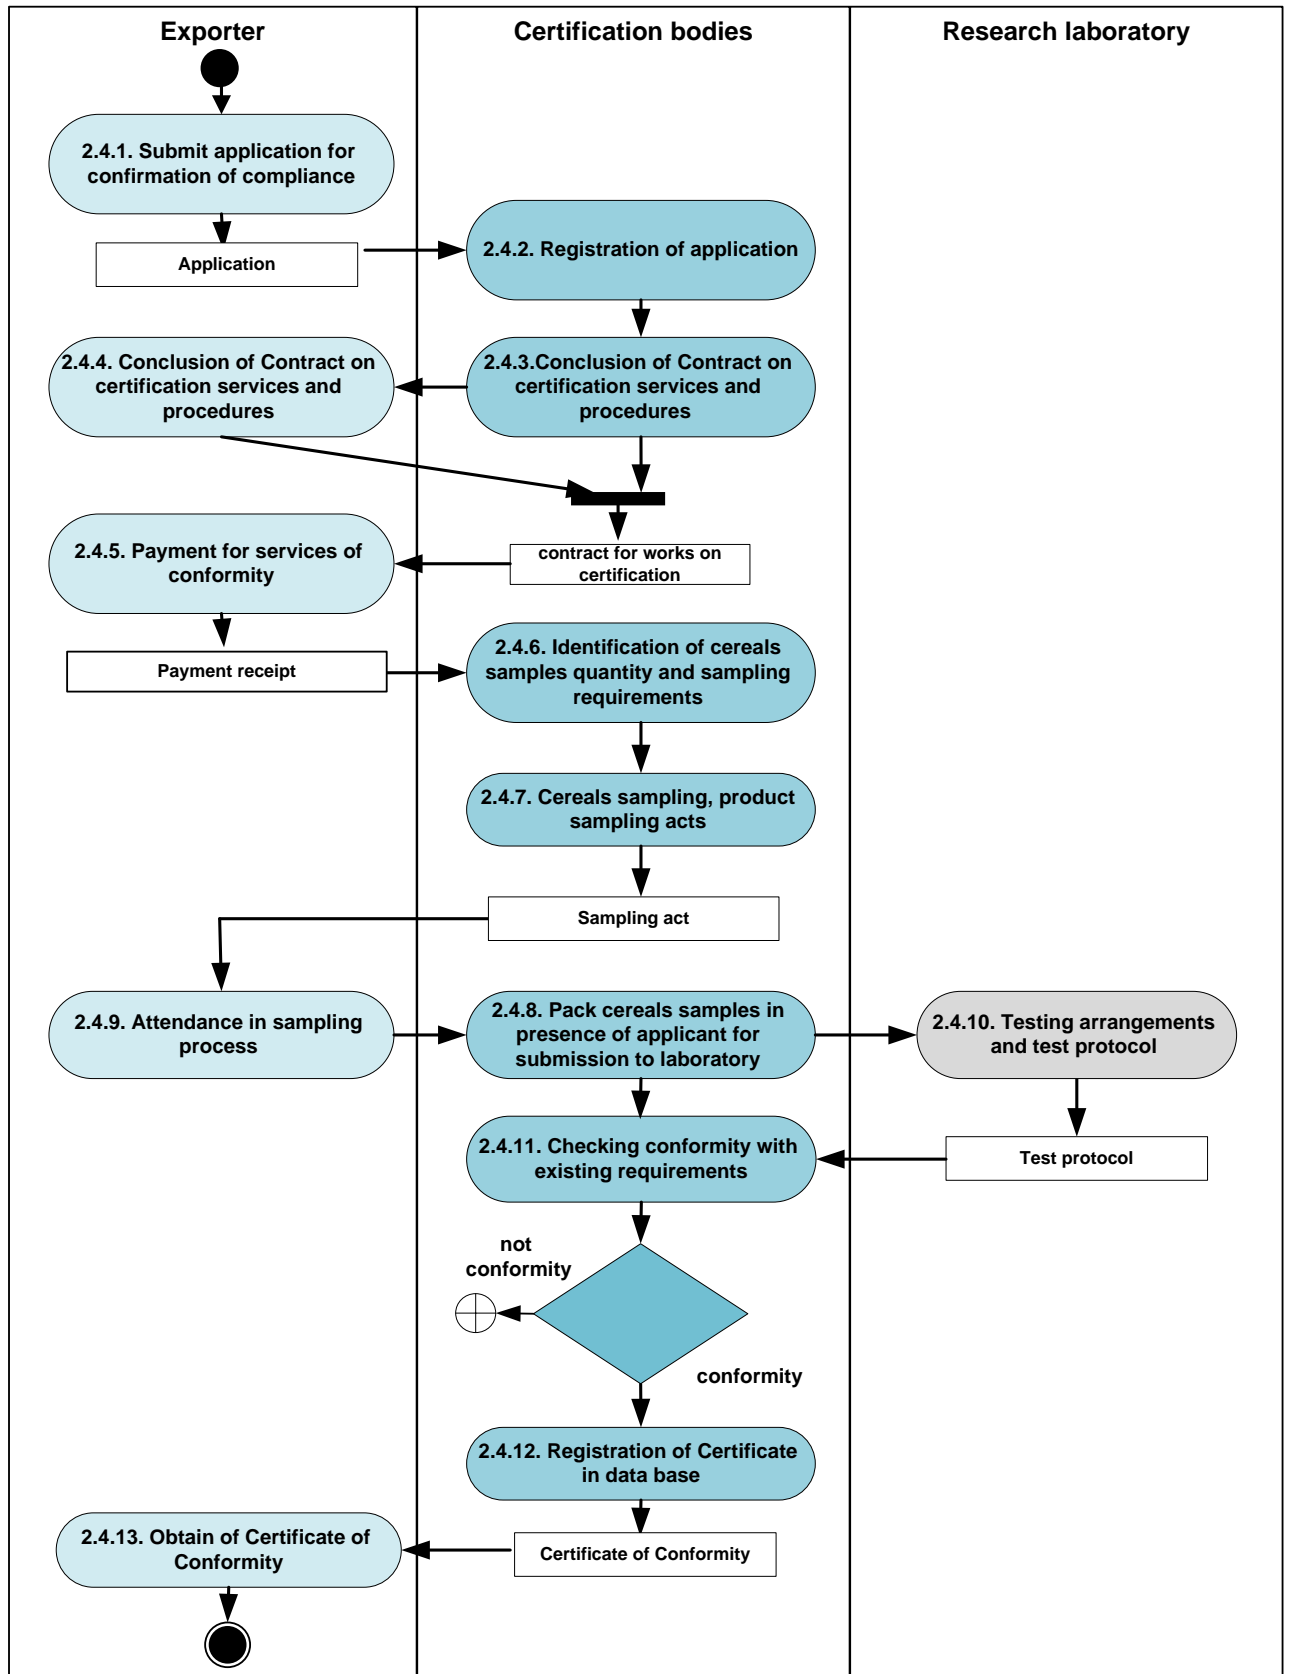 Exporter
Certification bodies
Research laboratory
2.4.1. Submit application for
confirmation of compliance
Application
2.4.2. Registration of application
2.4.4. Conclusion of Contract on
certification services and
procedures
2.4.3.Conclusion of Contract on
certification services and
procedures
2.4.5. Payment for services of
conformity
contract for works on
certification
Payment receipt
2.4.6. Identification of cereals
samples quantity and sampling
requirements
2.4.7. Cereals sampling, product
sampling acts
Sampling act
2.4.9. Attendance in sampling
process
2.4.8. Pack cereals samples in
presence of applicant for
submission to laboratory
2.4.10. Testing arrangements
and test protocol
2.4.11. Checking conformity with
existing requirements
Test protocol
not
conformity
conformity
2.4.12. Registration of Certificate
in data base
2.4.13. Obtain of Certificate of
Conformity
Certificate of Conformity